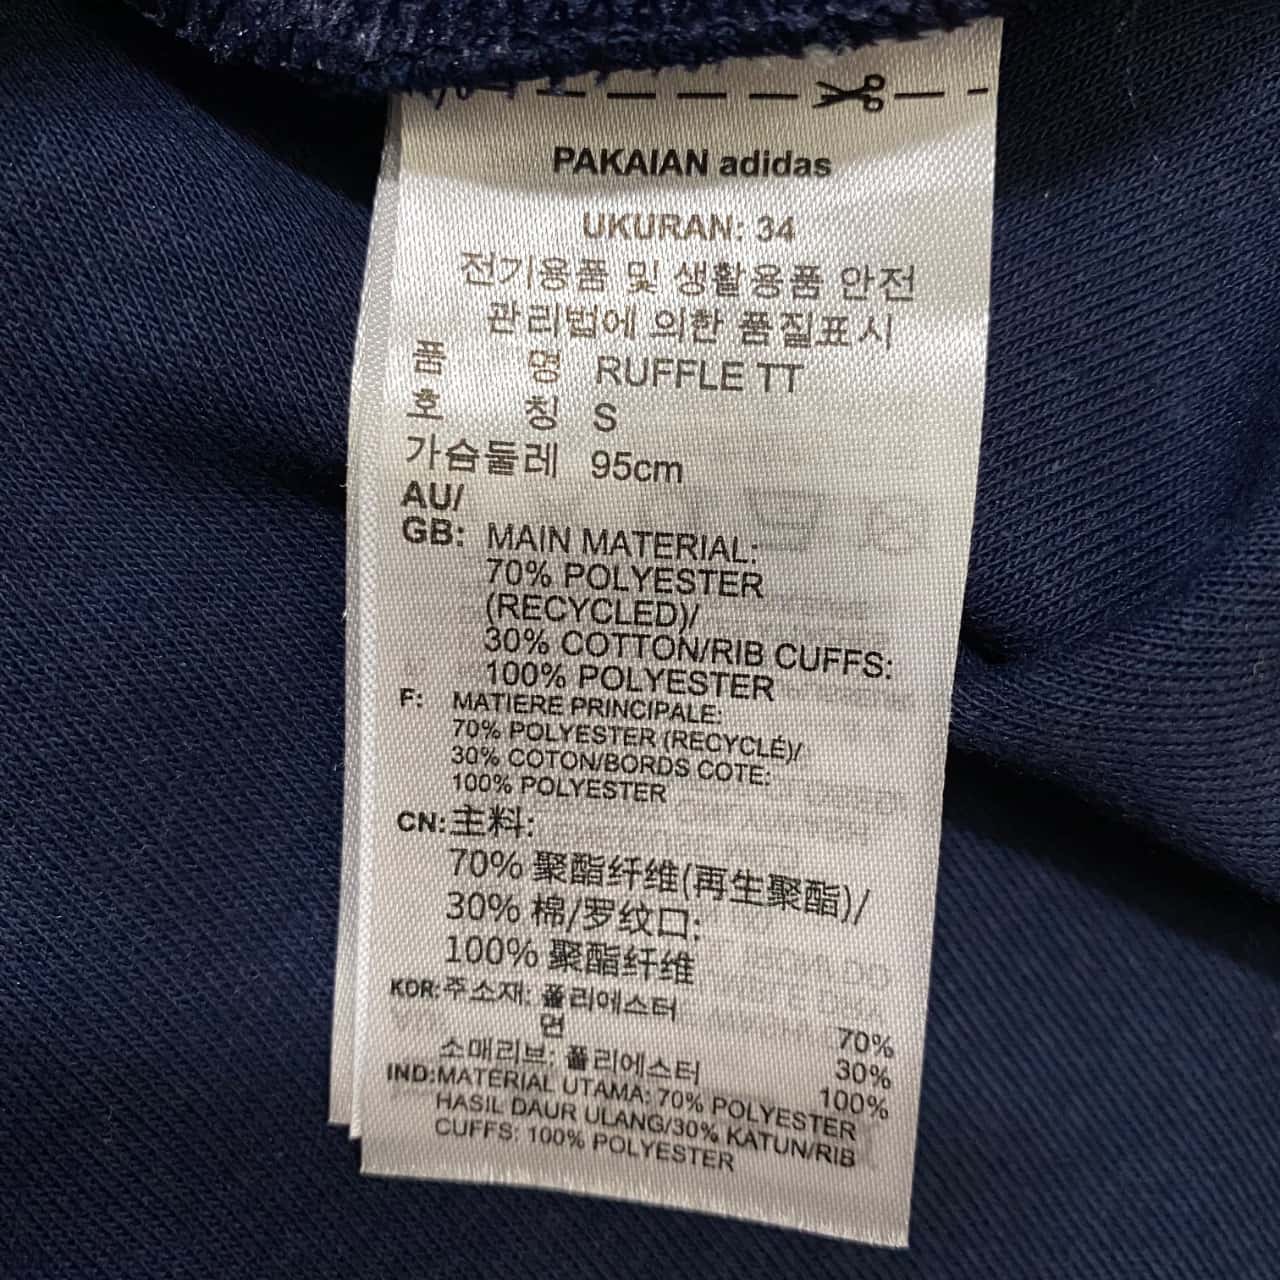 PAKAIAN adidas
UKURAN: 34
전기용품 및 생활용품 안전
관리법에 의한 품질표시
품 명 RUFFLE TT
호 칭 S
가슴둘레 95cm
AU/
GB: MAIN MATERIAL:
70% POLYESTER
(RECYCLED)/
30% COTTON/RIB CUFFS:
100% POLYESTER
F: MATIERE PRINCIPALE:
70% POLYESTER (RECYCLÉ)/
30% COTON/BORDS COTE:
100% POLYESTER
CN: 主料:
70% 聚酯纤维(再生聚酯)/
30% 棉/罗纹口:
100% 聚酯纤维
KOR: 주소재: 폴리에스터 70%
면 30%
소매리브: 폴리에스터 100%
IND: MATERIAL UTAMA: 70% POLYESTER
HASIL DAUR ULANG/30% KATUN/RIB
CUFFS: 100% POLYESTER